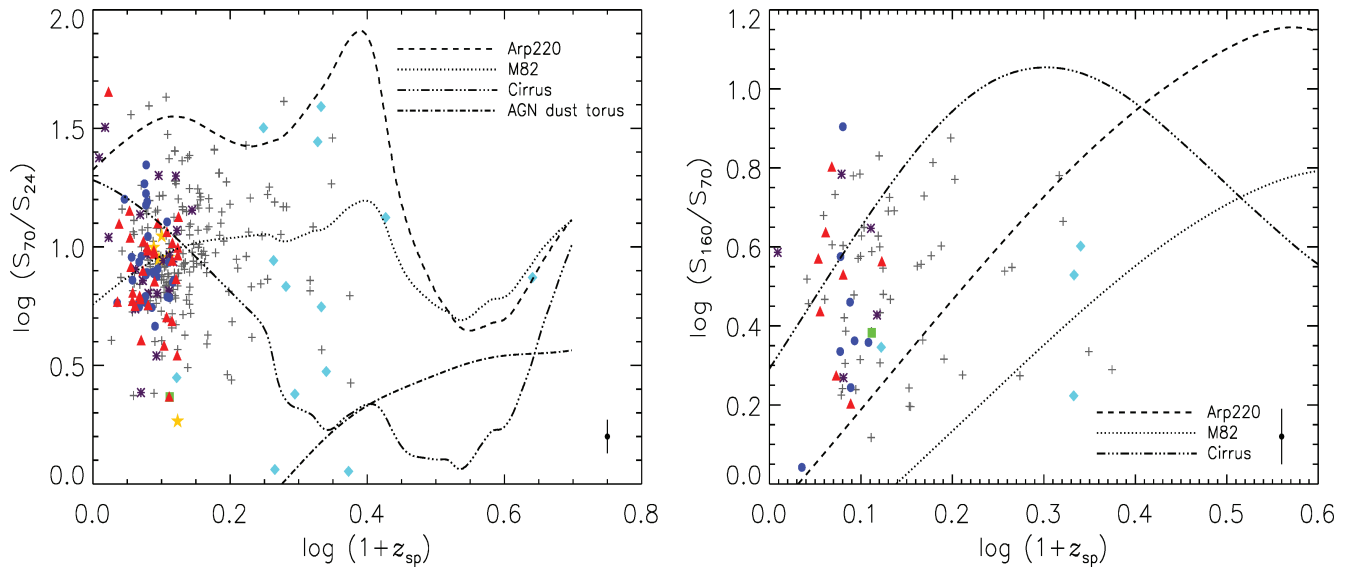 2.0
1.5
1.0
0.5
0.0
log (S₇₀/S₂₄)
0.0 0.2 0.4 0.6 0.8
log (1+z_sp)
Arp220
M82
Cirrus
AGN dust torus
1.2
1.0
0.8
0.6
0.4
0.2
0.0
log (S₁₆₀/S₇₀)
0.0 0.1 0.2 0.3 0.4 0.5 0.6
log (1+z_sp)
Arp220
M82
Cirrus